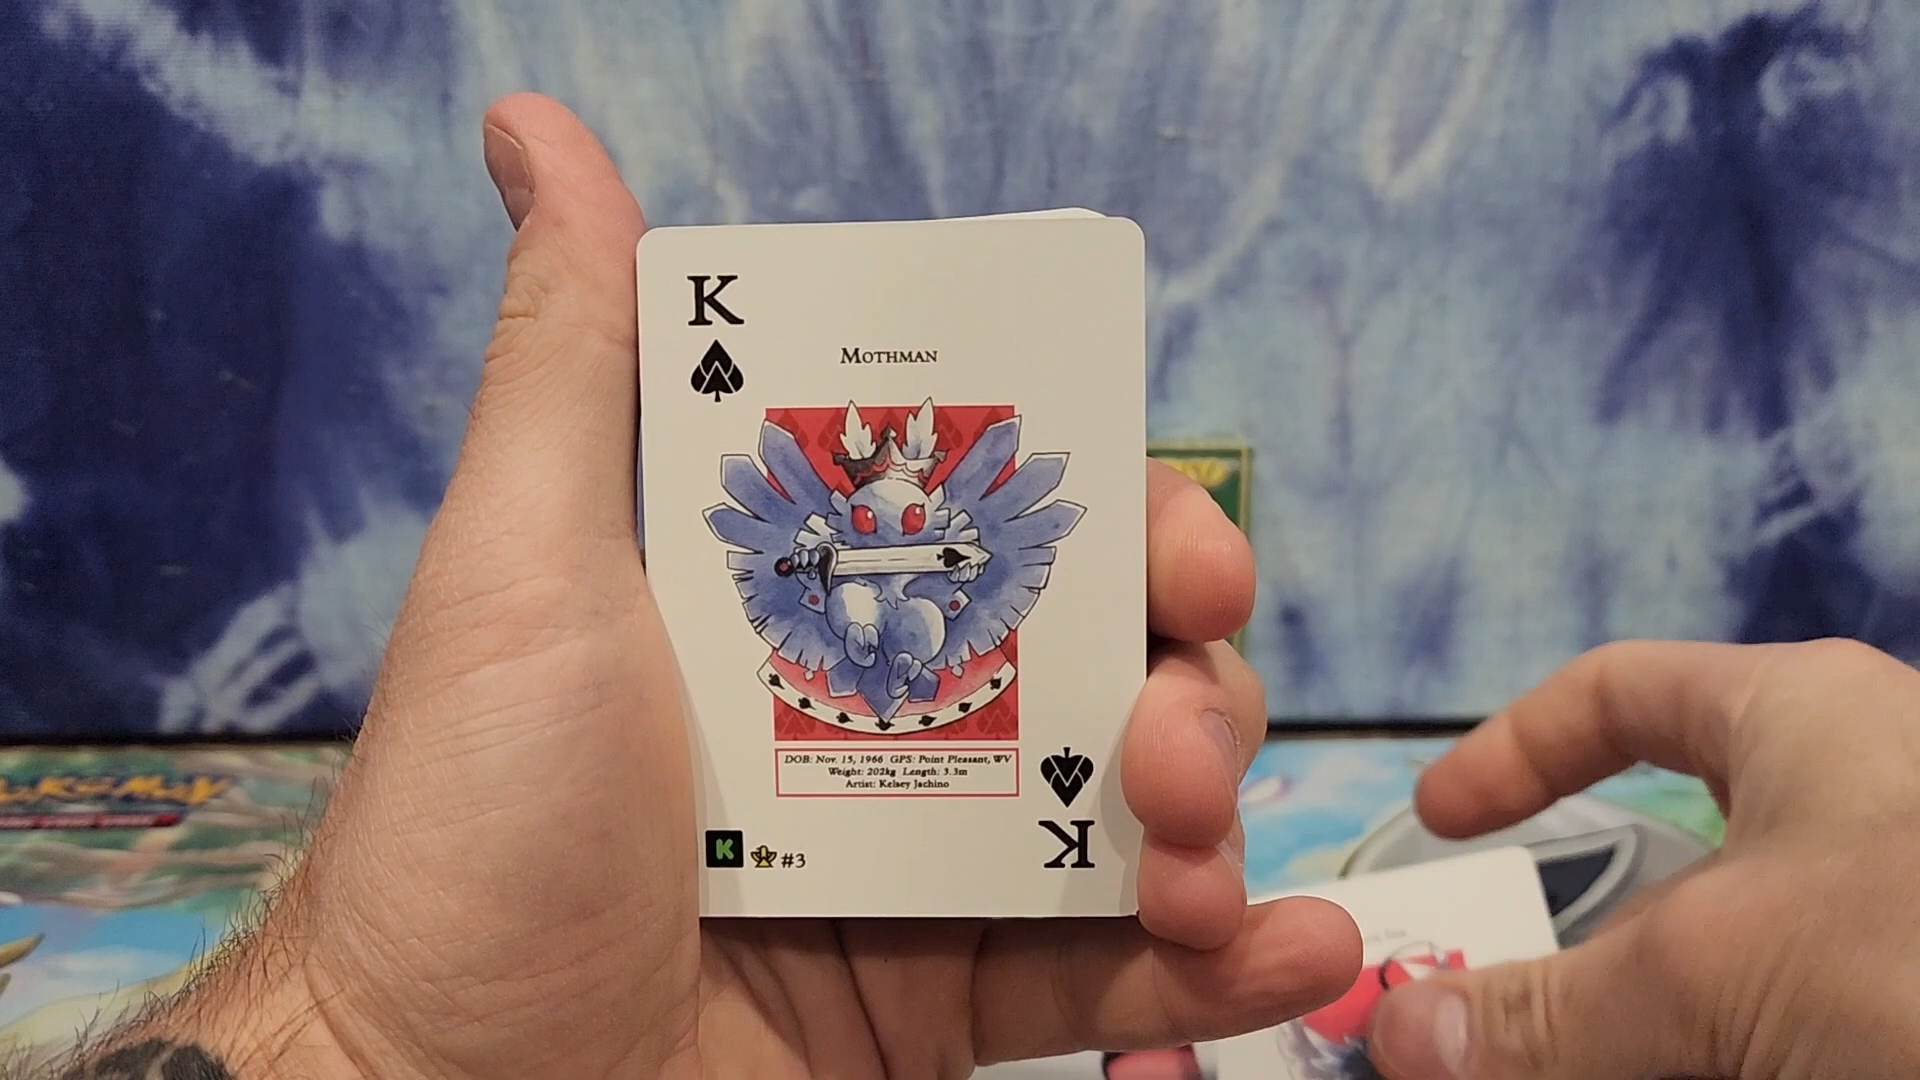 K
MOTHMAN
DOB: Nov. 15, 1966 GPS: Point Pleasant, WV
Weight: 202kg Length: 3.3m
Artist: Kelsey Jachino
K #3
K